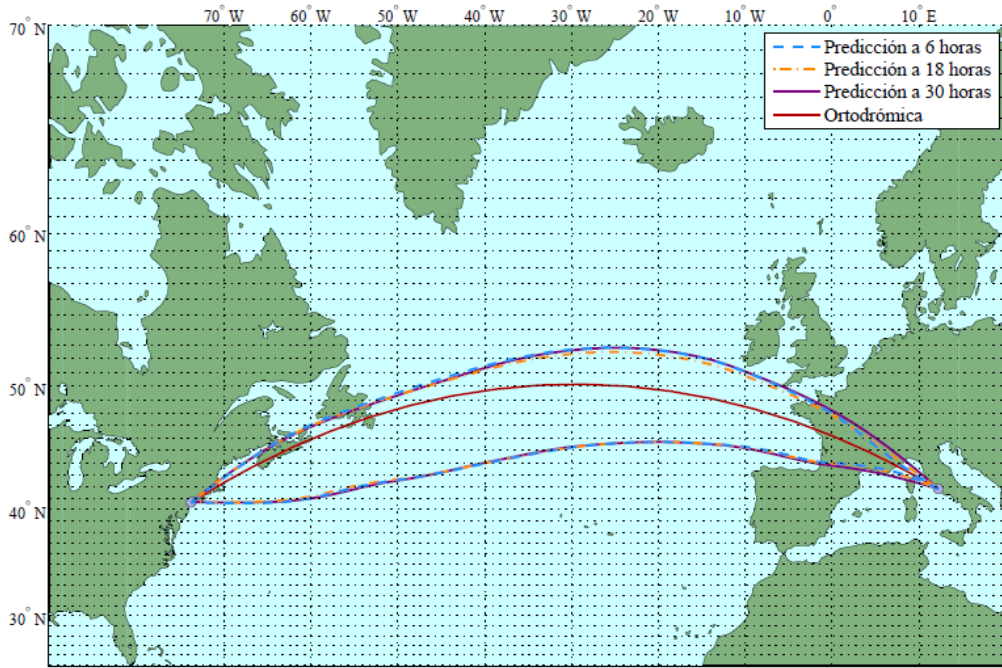 70° W 60° W 50° W 40° W 30° W 20° W 10° W 0° 10° E
70° N
Predicción a 6 horas
Predicción a 18 horas
Predicción a 30 horas
Ortodrómica
60° N
50° N
40° N
30° N